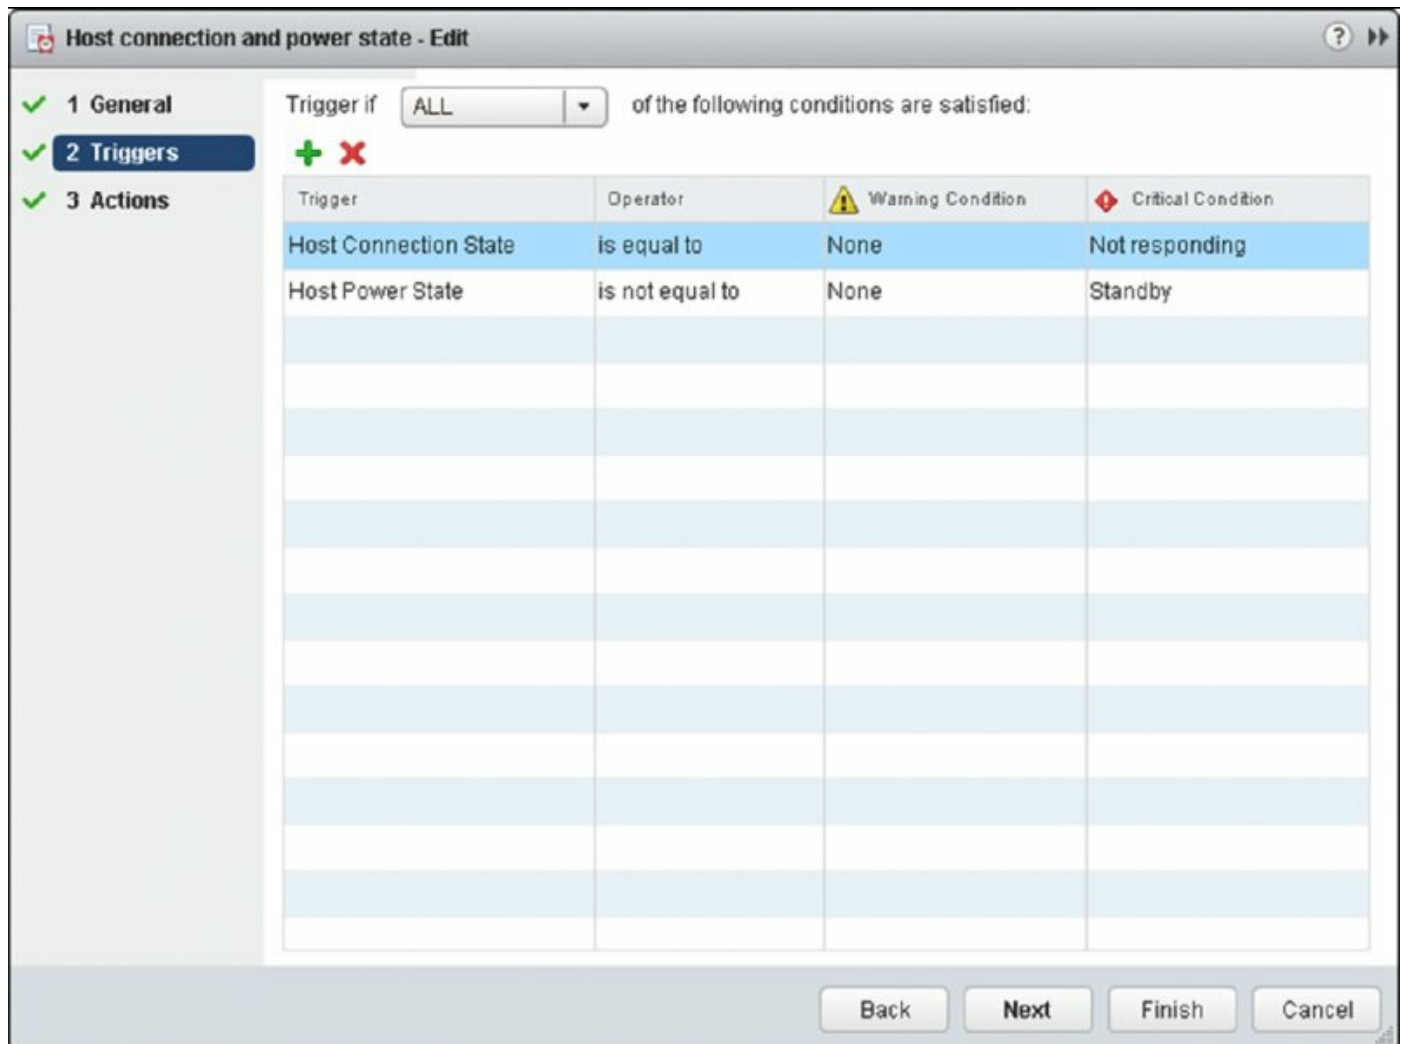 Host connection and power state - Edit
?
1 General
2 Triggers
3 Actions
Trigger if ALL of the following conditions are satisfied:
Trigger Operator Warning Condition Critical Condition
Host Connection State is equal to None Not responding
Host Power State is not equal to None Standby
Back Next Finish Cancel